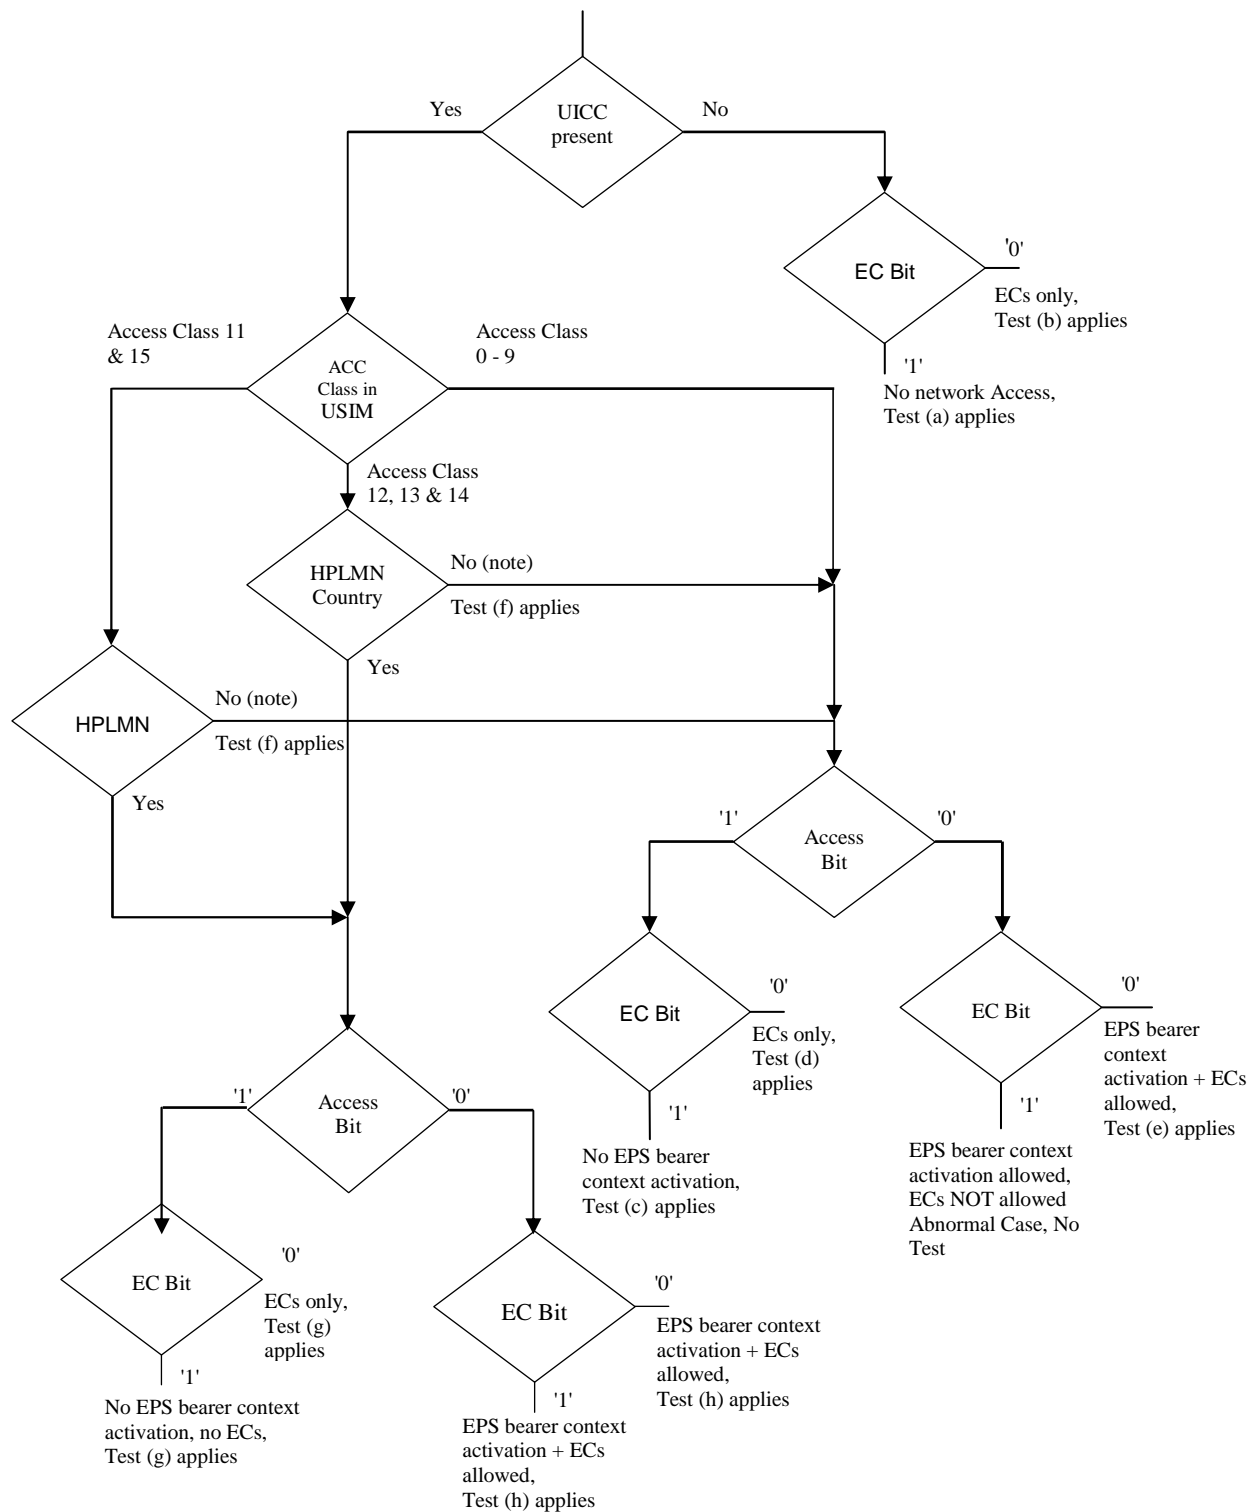 Yes
UICC
present
No
'0'
EC Bit
ECs only,
Test (b) applies
'1'
No network Access,
Test (a) applies
Access Class 11
& 15
Access Class
0 - 9
ACC
Class in
USIM
Access Class
12, 13 & 14
HPLMN
Country
No (note)
Test (f) applies
Yes
HPLMN
No (note)
Test (f) applies
Yes
'1'
Access
Bit
'0'
EC Bit
'0'
ECs only,
Test (d)
applies
'1'
No EPS bearer
context activation,
Test (c) applies
EC Bit
'0'
EPS bearer
context
activation + ECs
allowed,
Test (e) applies
'1'
EPS bearer context
activation allowed,
ECs NOT allowed
Abnormal Case, No
Test
'1'
Access
Bit
'0'
EC Bit
'0'
ECs only,
Test (g)
applies
'1'
No EPS bearer context
activation, no ECs,
Test (g) applies
EC Bit
'0'
EPS bearer context
activation + ECs
allowed,
Test (h) applies
'1'
EPS bearer context
activation + ECs
allowed,
Test (h) applies